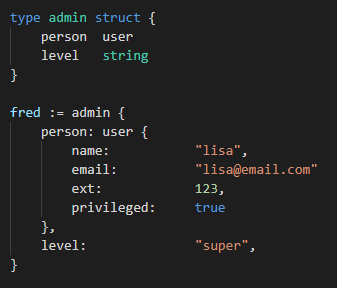 type admin struct {
    person  user
    level   string
}

fred := admin {
    person: user {
        name:           "lisa",
        email:          "lisa@email.com"
        ext:            123,
        privileged:     true
    },
    level:              "super",
}